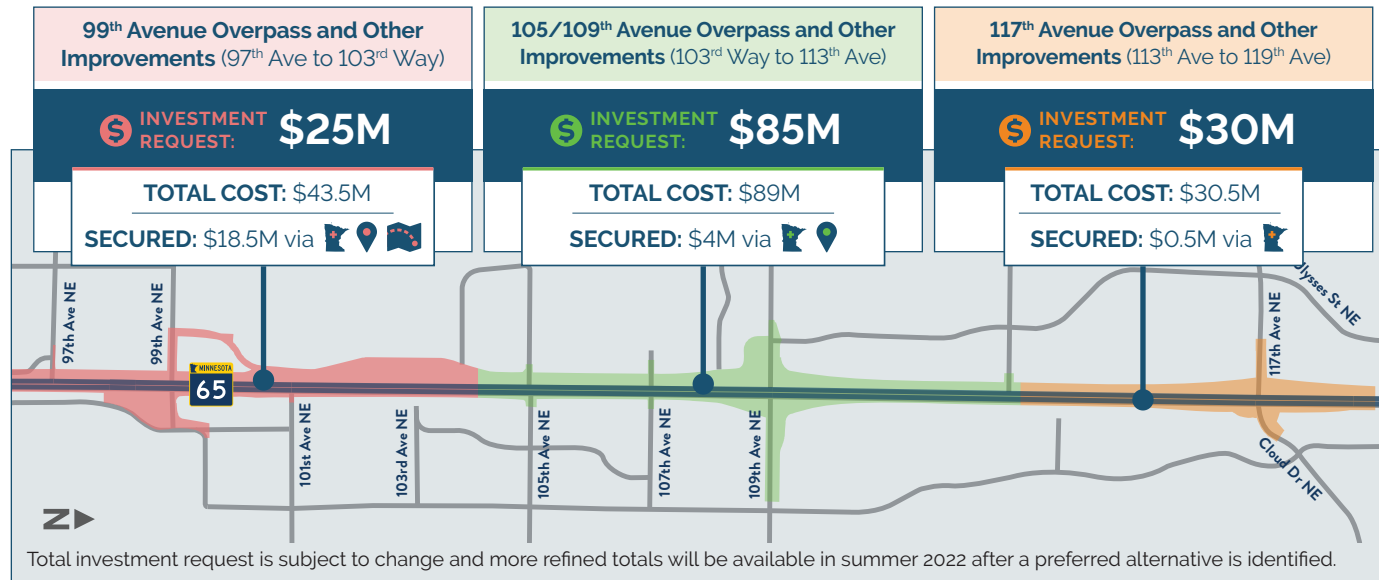 99th Avenue Overpass and Other
Improvements (97th Ave to 103rd Way)
INVESTMENT
REQUEST:
$25M
TOTAL COST: $43.5M
SECURED: $18.5M via
105/109th Avenue Overpass and Other
Improvements (103rd Way to 113th Ave)
INVESTMENT
REQUEST:
$85M
TOTAL COST: $89M
SECURED: $4M via
117th Avenue Overpass and Other
Improvements (113th Ave to 119th Ave)
INVESTMENT
REQUEST:
$30M
TOTAL COST: $30.5M
SECURED: $0.5M via
97th Ave NE
99th Ave NE
MINNESOTA
65
101st Ave NE
103rd Ave NE
105th Ave NE
107th Ave NE
109th Ave NE
117th Ave NE
Ulysses St NE
Cloud Dr NE
N
Total investment request is subject to change and more refined totals will be available in summer 2022 after a preferred alternative is identified.